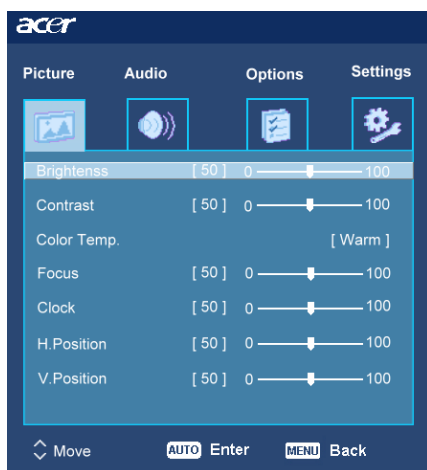 acer
Picture Audio Options Settings
Brightenss [ 50 ] 0 100
Contrast [ 50 ] 0 100
Color Temp. [ Warm ]
Focus [ 50 ] 0 100
Clock [ 50 ] 0 100
H.Position [ 50 ] 0 100
V.Position [ 50 ] 0 100
Move AUTO Enter MENU Back